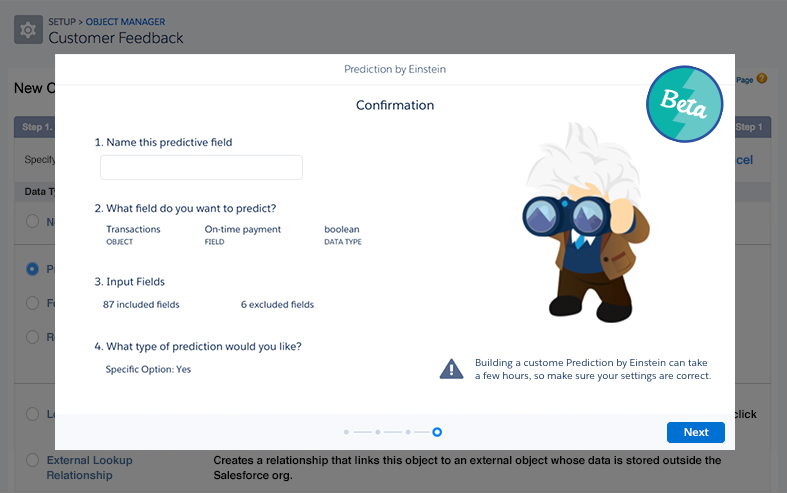 SETUP > OBJECT MANAGER
Customer Feedback
Prediction by Einstein
New C
Page ?
Beta
Confirmation
Step 1.
Step 1
1. Name this predictive field
Specify
cel
Data Ty
2. What field do you want to predict?
Transactions On-time payment boolean
OBJECT FIELD DATA TYPE
3. Input Fields
87 included fields 6 excluded fields
4. What type of prediction would you like?
Specific Option: Yes
Building a custome Prediction by Einstein can take
a few hours, so make sure your settings are correct.
click
Next
External Lookup
Relationship
Creates a relationship that links this object to an external object whose data is stored outside the
Salesforce org.